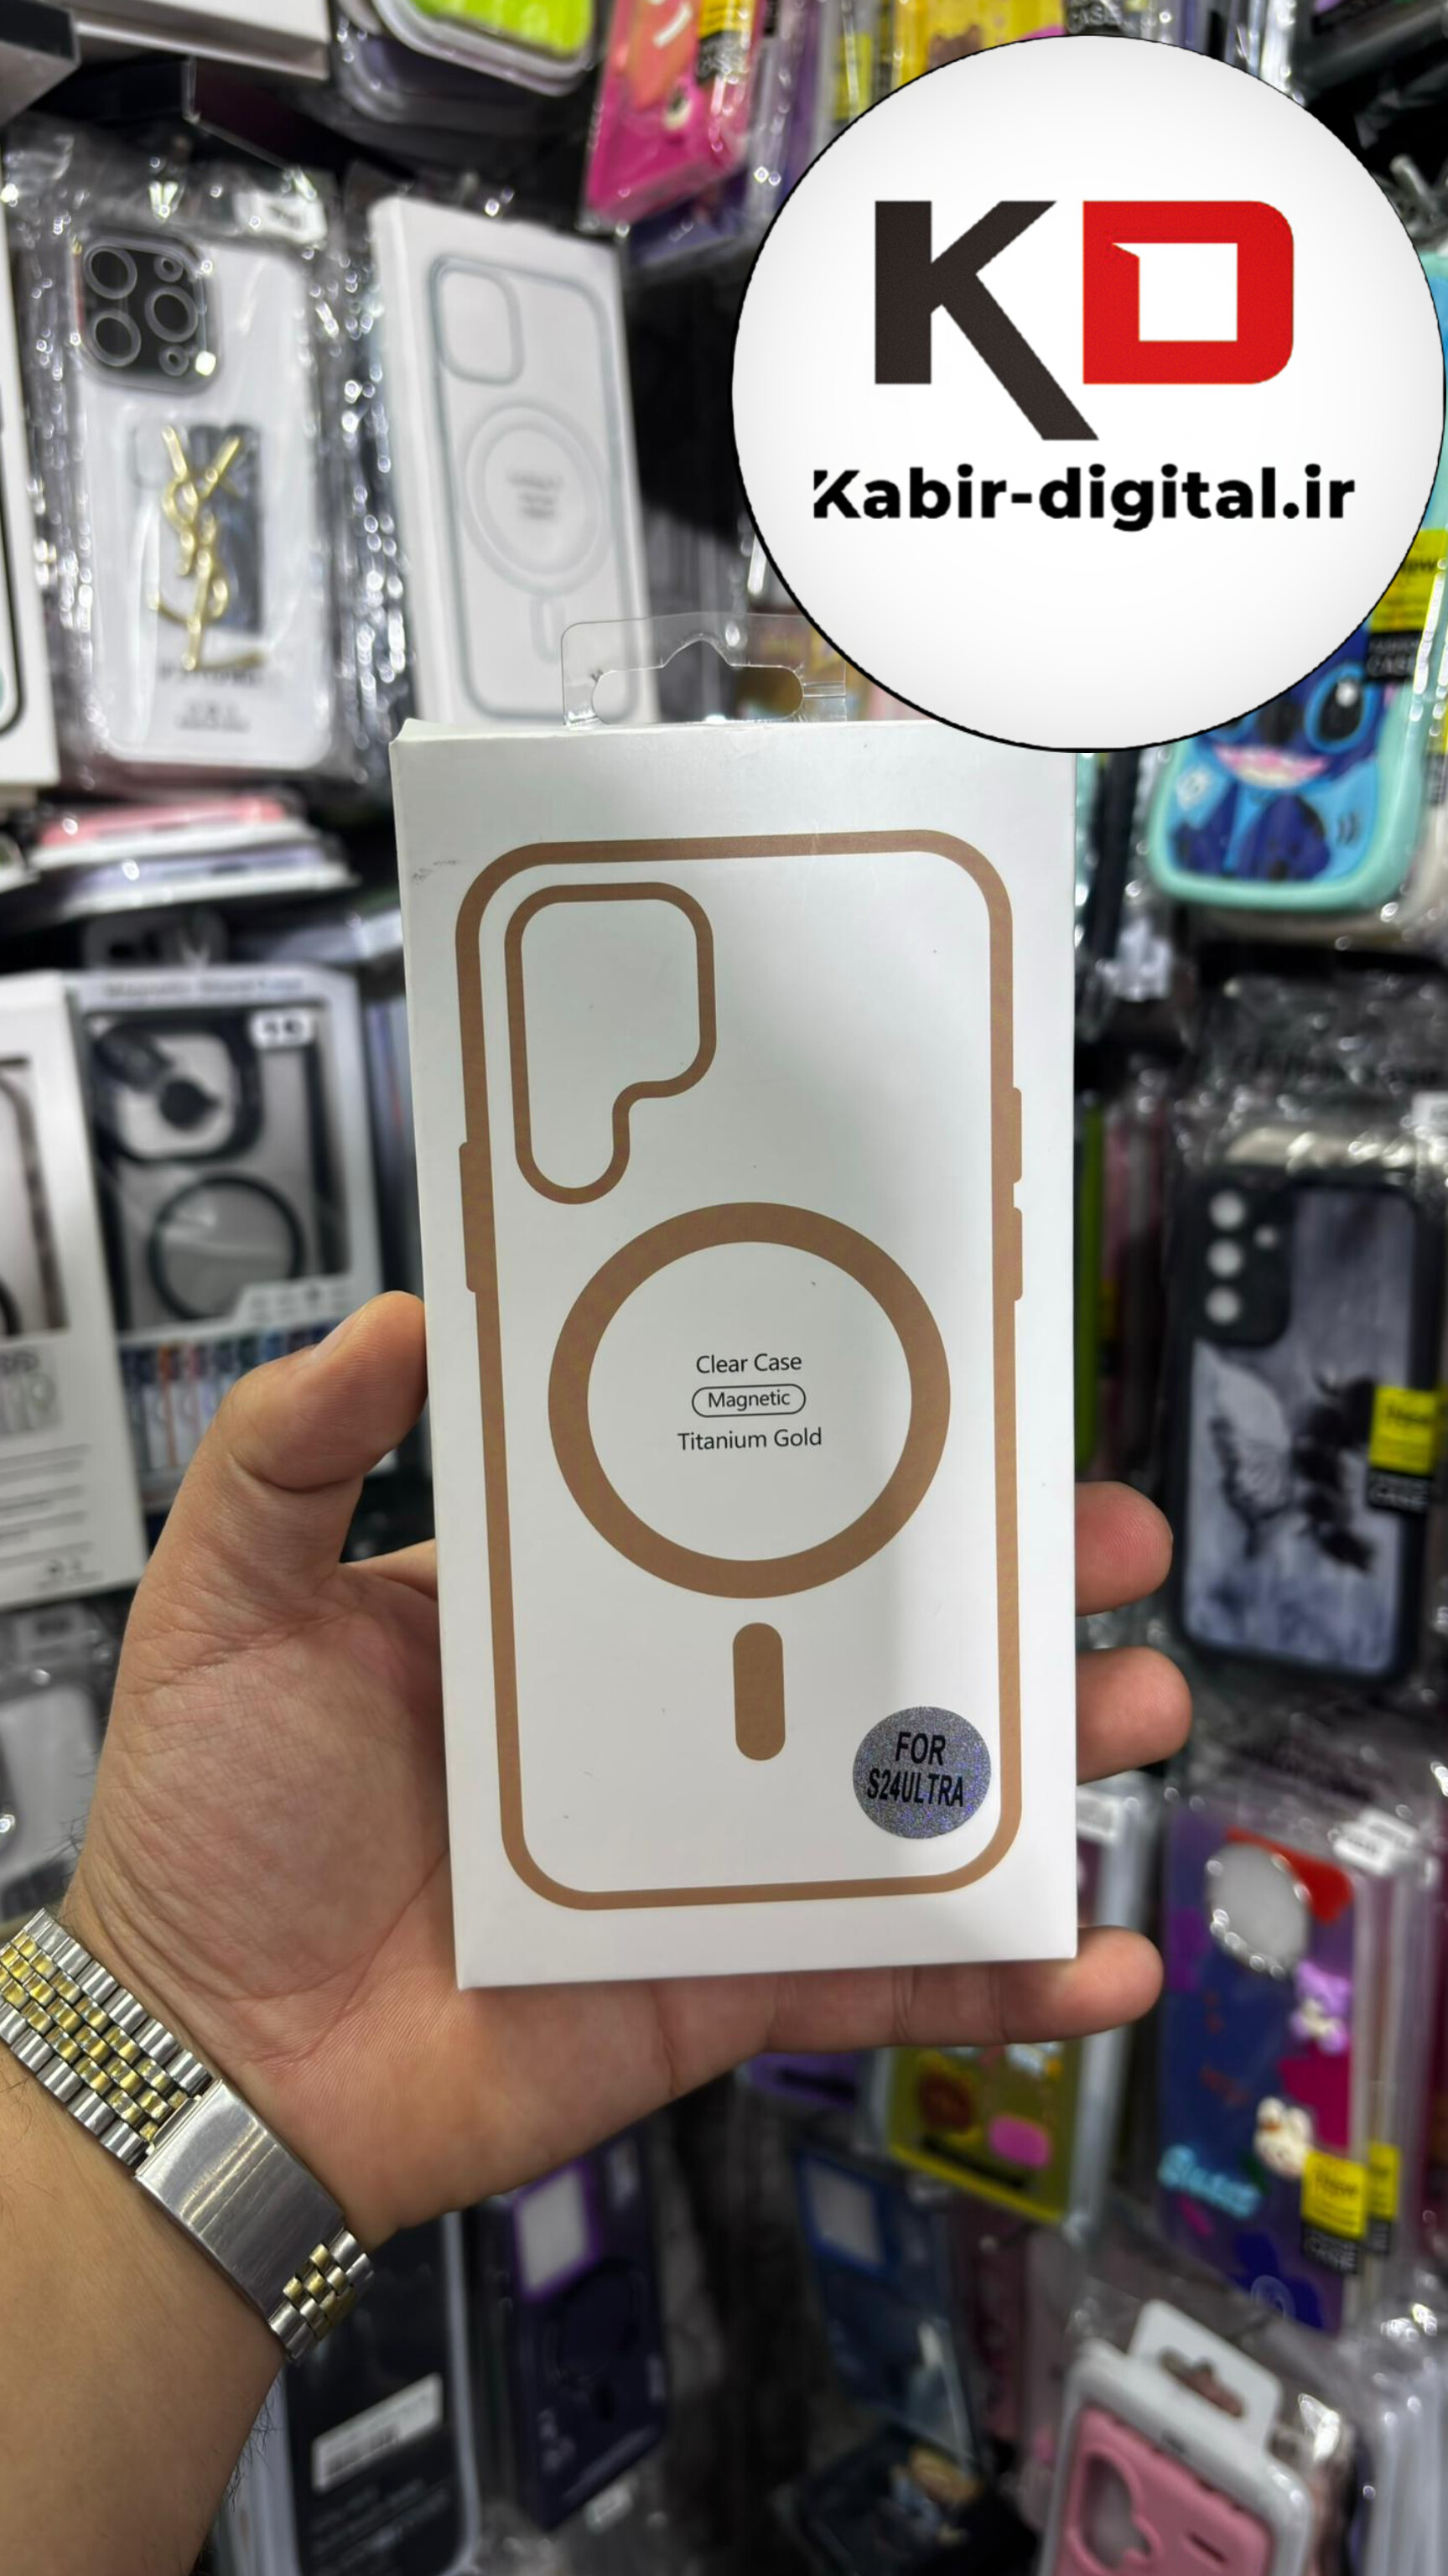 KD
Kabir-digital.ir
Clear Case
Magnetic
Titanium Gold
FOR
S24ULTRA